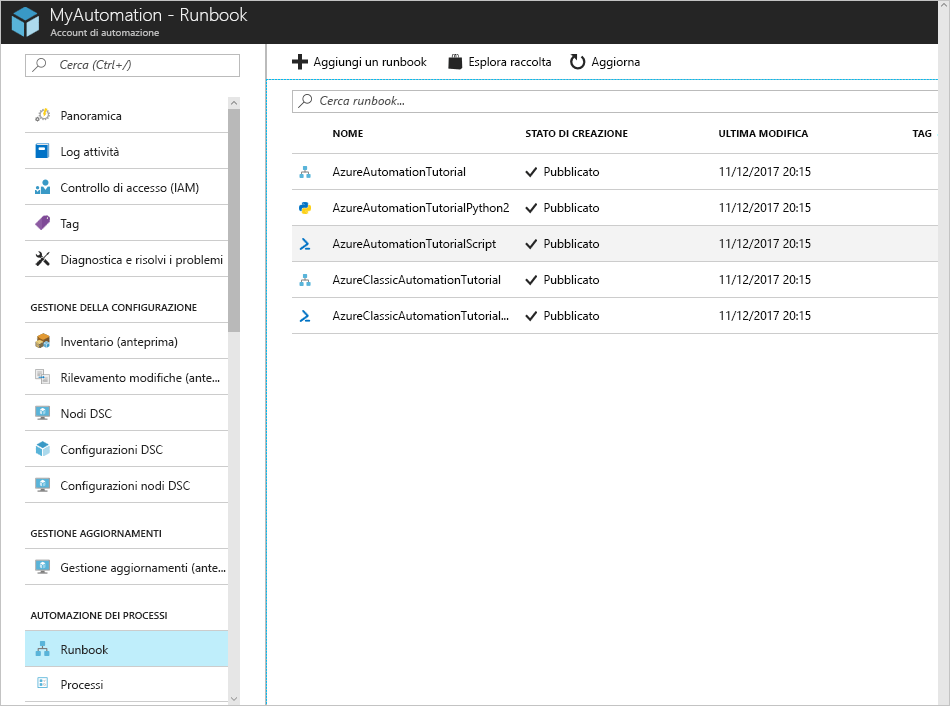 MyAutomation - Runbook
Account di automazione
Cerca (Ctrl+/)
Panoramica
Log attività
Controllo di accesso (IAM)
Tag
Diagnostica e risolvi i problemi
GESTIONE DELLA CONFIGURAZIONE
Inventario (anteprima)
Rilevamento modifiche (ante...
Nodi DSC
Configurazioni DSC
Configurazioni nodi DSC
GESTIONE AGGIORNAMENTI
Gestione aggiornamenti (ante...
AUTOMAZIONE DEI PROCESSI
Runbook
Processi
Aggiungi un runbook Esplora raccolta Aggiorna
Cerca runbook...
NOME STATO DI CREAZIONE ULTIMA MODIFICA TAG
AzureAutomationTutorial Pubblicato 11/12/2017 20:15
AzureAutomationTutorialPython2 Pubblicato 11/12/2017 20:15
AzureAutomationTutorialScript Pubblicato 11/12/2017 20:15
AzureClassicAutomationTutorial Pubblicato 11/12/2017 20:15
AzureClassicAutomationTutorial... Pubblicato 11/12/2017 20:15